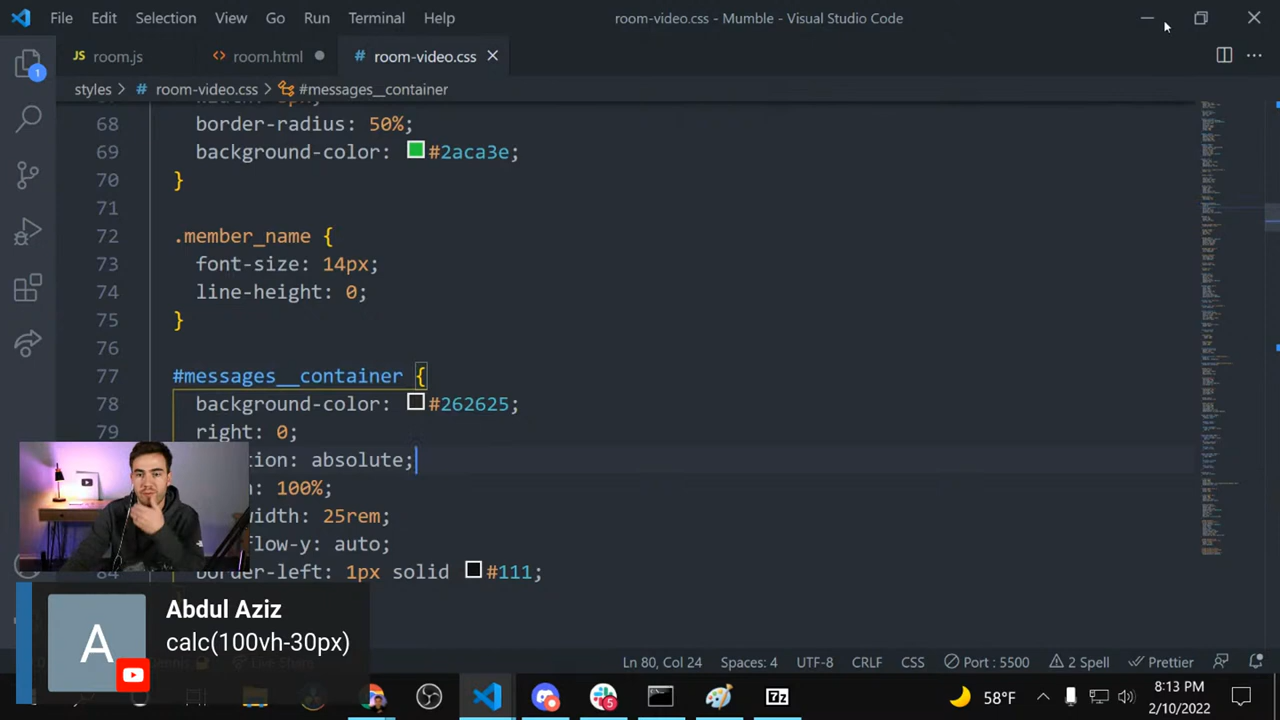 File Edit Selection View Go Run Terminal Help room-video.css - Mumble - Visual Studio Code
JS room.js <> room.html # room-video.css
styles > # room-video.css > #messages__container
68 border-radius: 50%;
69 background-color: #2aca3e;
70 }
71
72 .member_name {
73 font-size: 14px;
74 line-height: 0;
75 }
76
77 #messages__container {
78 background-color: #262625;
79 right: 0;
tion: absolute;
: 100%;
idth: 25rem;
flow-y: auto;
84 border-left: 1px solid #111;
Abdul Aziz
calc(100vh-30px)
A
Ln 80, Col 24 Spaces: 4 UTF-8 CRLF CSS Port : 5500 2 Spell Prettier
1
5
7z
58°F
8:13 PM
2/10/2022